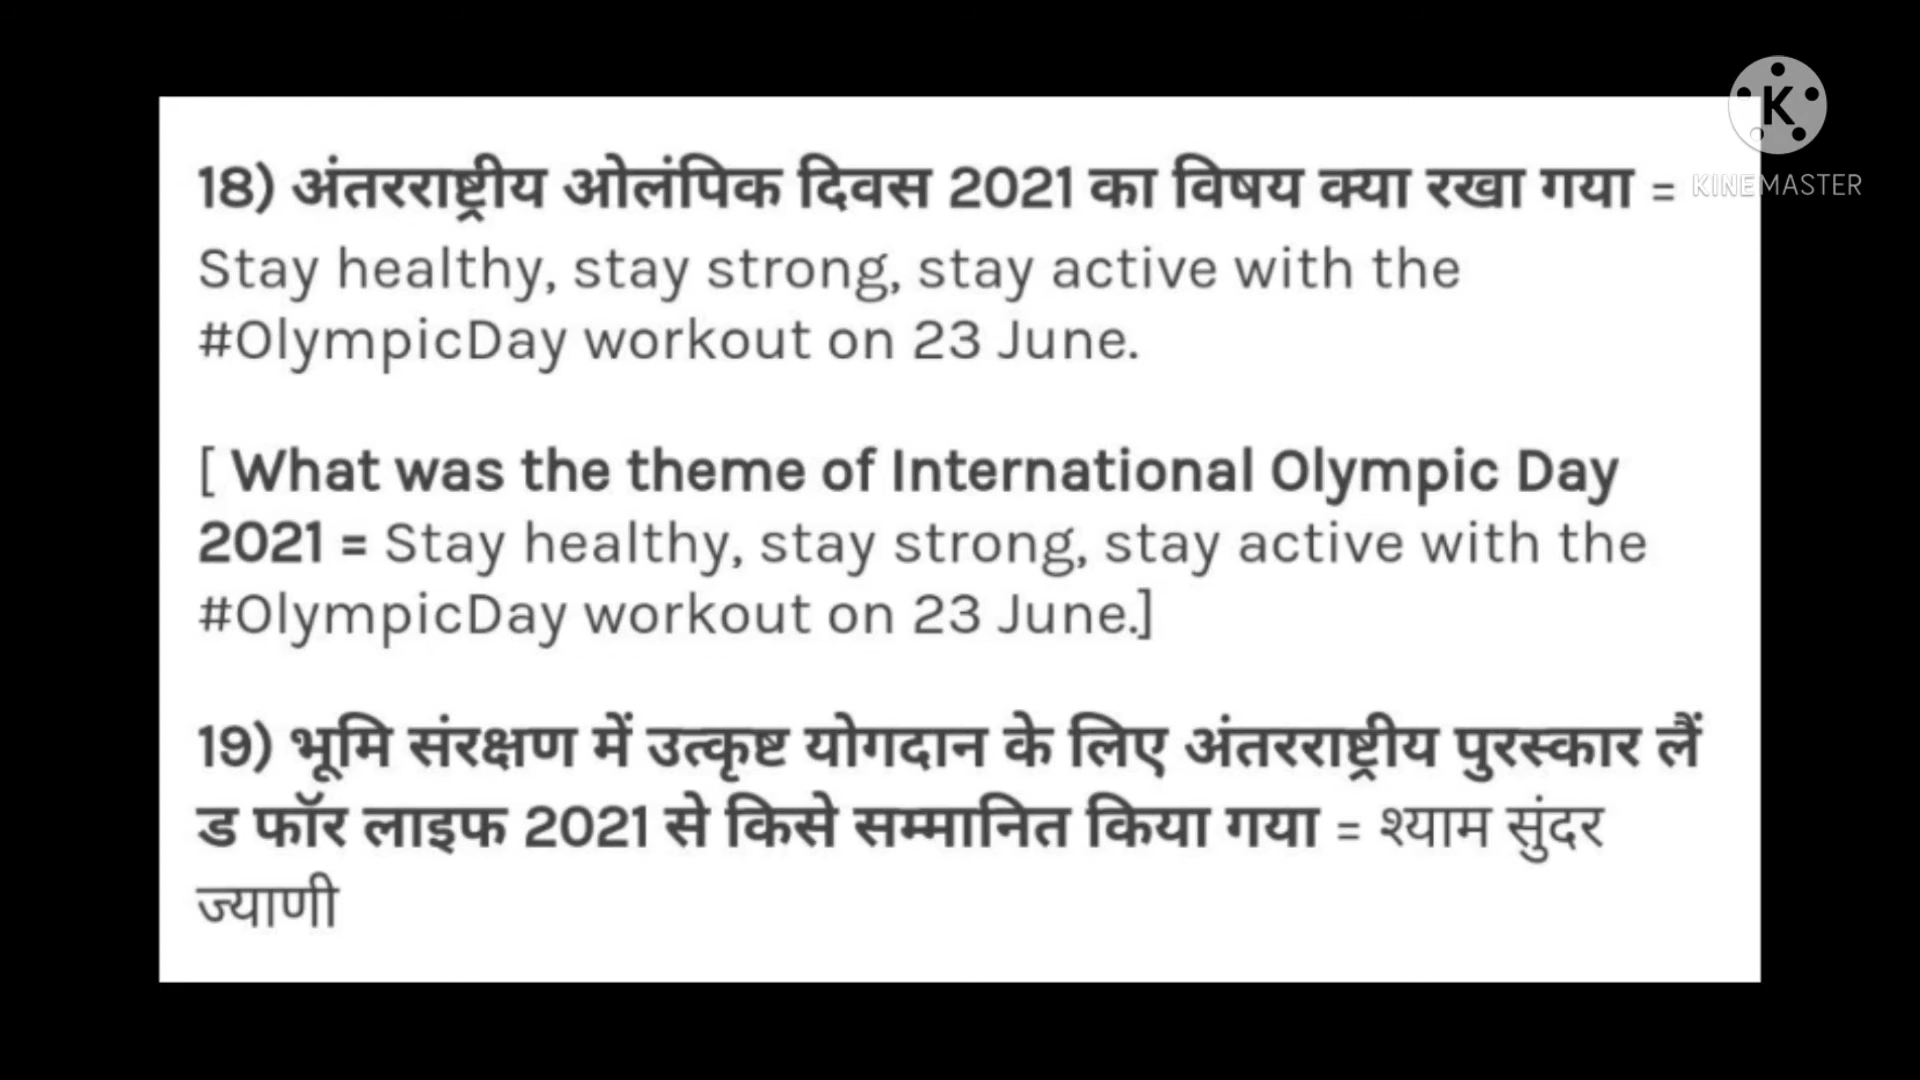 18) अंतरराष्ट्रीय ओलंपिक दिवस 2021 का विषय क्या रखा गया =
Stay healthy, stay strong, stay active with the
#OlympicDay workout on 23 June.
[ What was the theme of International Olympic Day
2021 = Stay healthy, stay strong, stay active with the
#OlympicDay workout on 23 June.]
19) भूमि संरक्षण में उत्कृष्ट योगदान के लिए अंतरराष्ट्रीय पुरस्कार लैं
ड फॉर लाइफ 2021 से किसे सम्मानित किया गया = श्याम सुंदर
ज्याणी
K
KINEMASTER